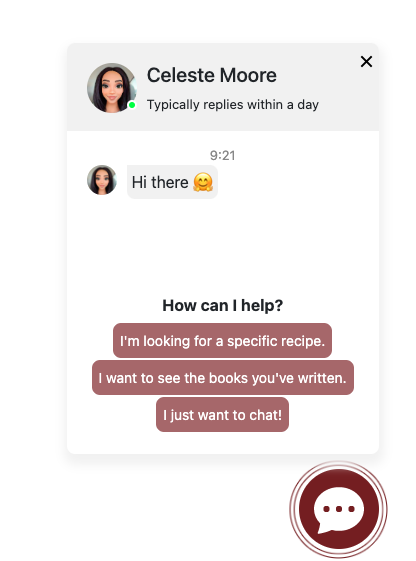 Celeste Moore
Typically replies within a day
9:21
Hi there 🤗
How can I help?
I'm looking for a specific recipe.
I want to see the books you've written.
I just want to chat!